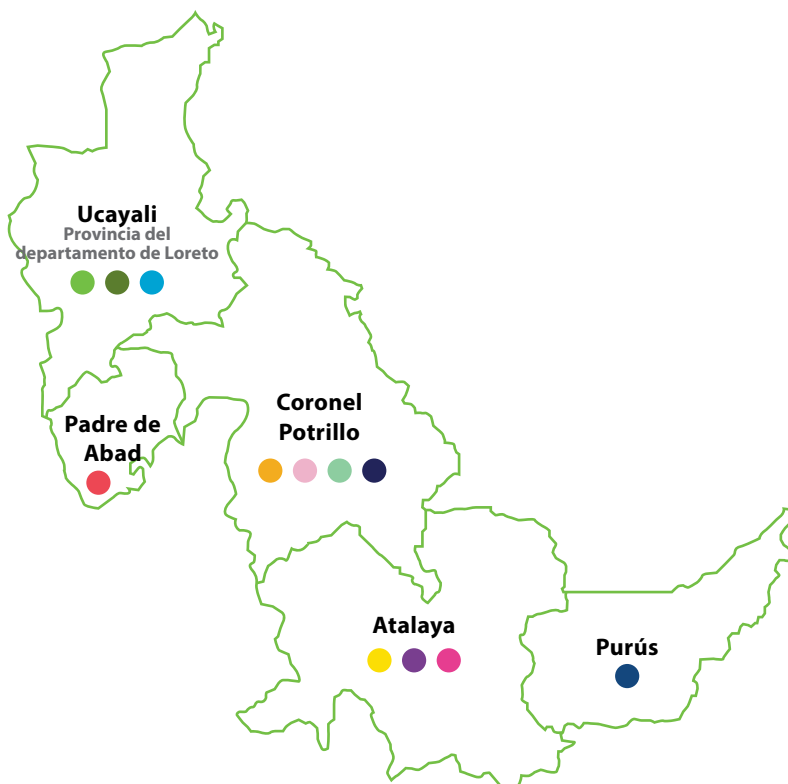 Ucayali
Provincia del
departamento de Loreto
Padre de
Abad
Coronel
Potrillo
Atalaya
Purús